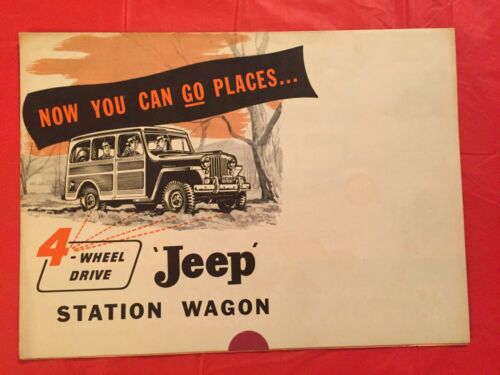 NOW YOU CAN GO PLACES...
4-WHEEL
DRIVE
'Jeep'
STATION WAGON